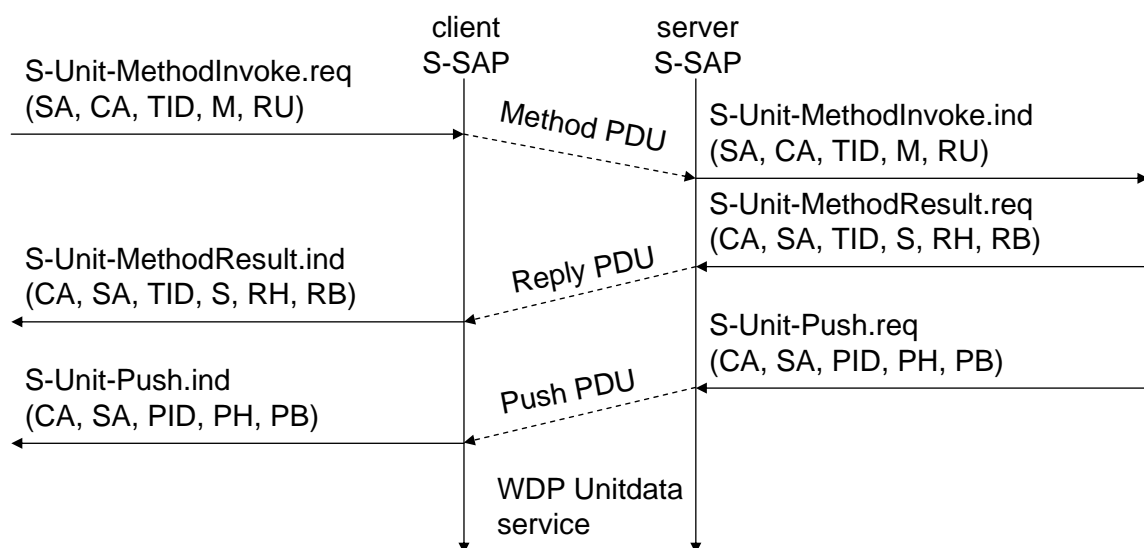 client
S-SAP
server
S-SAP
S-Unit-MethodInvoke.req
(SA, CA, TID, M, RU)
Method PDU
S-Unit-MethodInvoke.ind
(SA, CA, TID, M, RU)
S-Unit-MethodResult.req
(CA, SA, TID, S, RH, RB)
S-Unit-MethodResult.ind
(CA, SA, TID, S, RH, RB)
Reply PDU
S-Unit-Push.req
(CA, SA, PID, PH, PB)
S-Unit-Push.ind
(CA, SA, PID, PH, PB)
Push PDU
WDP Unitdata
service